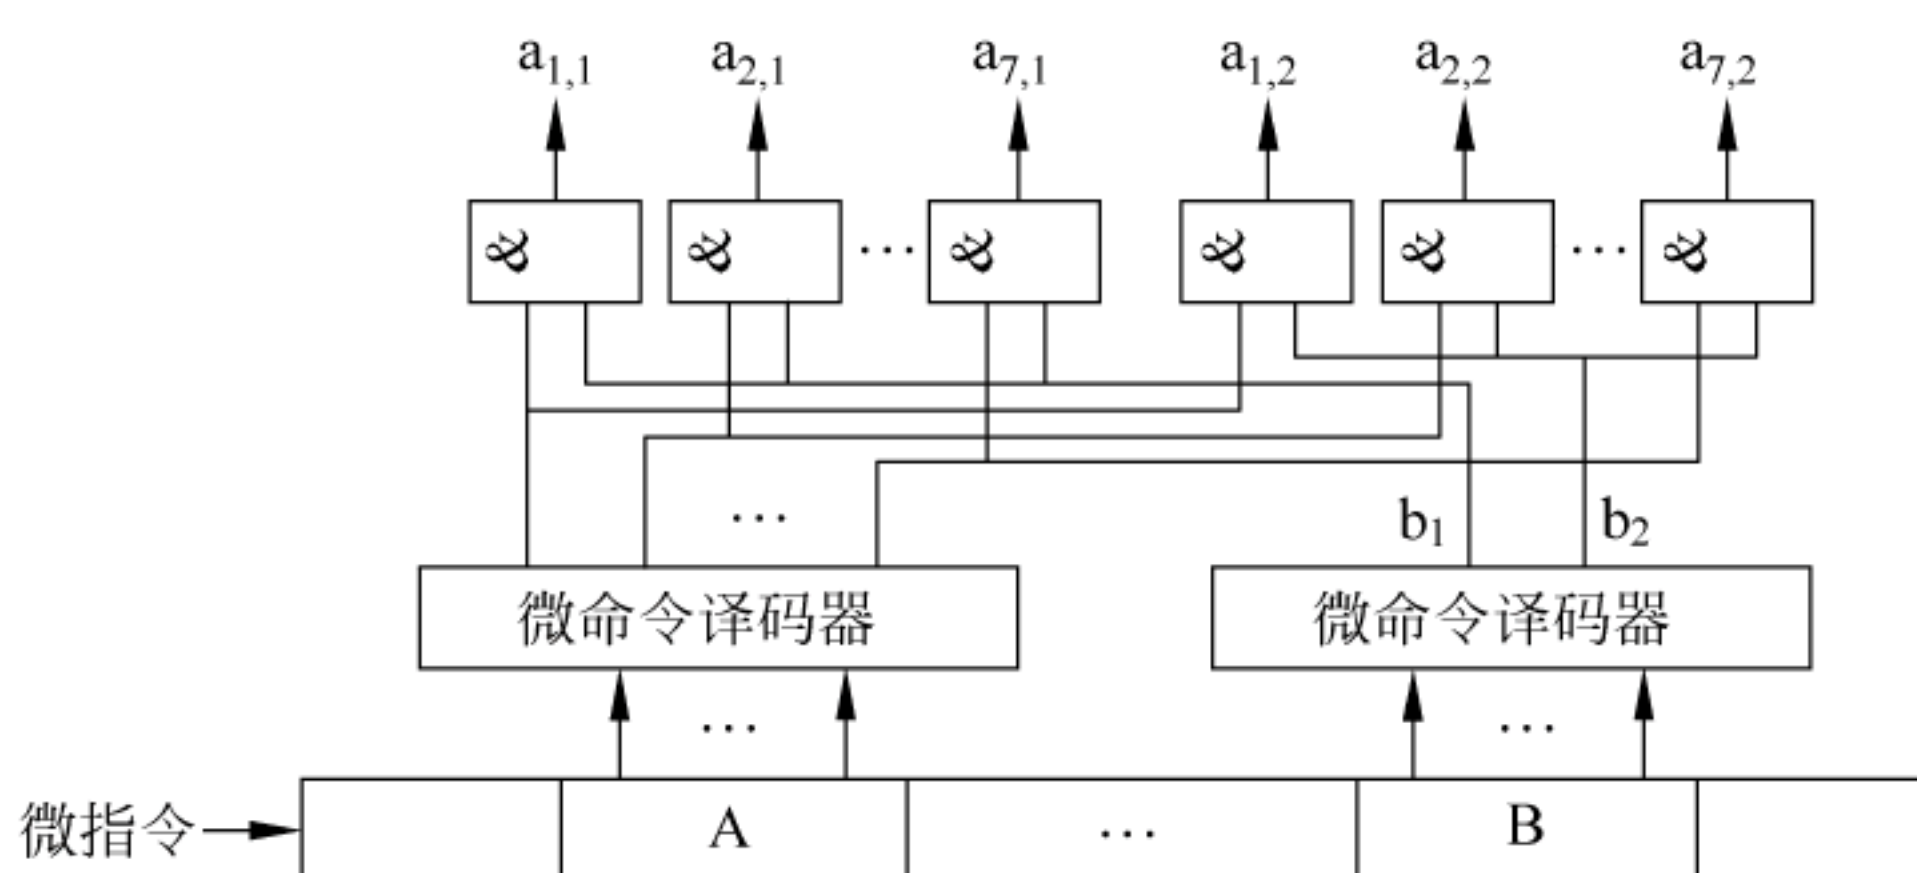 a1,1 a2,1 a7,1 a1,2 a2,2 a7,2
& & … & & & … &
… b1 b2
微命令译码器 微命令译码器
… …
微指令 A … B